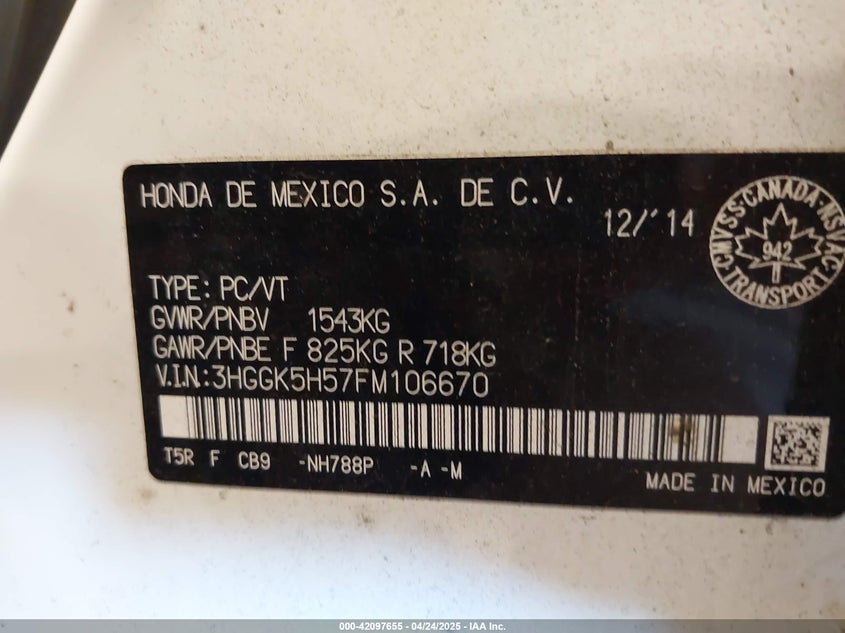 HONDA DE MEXICO S.A. DE C.V.
12/'14
CMVSS·CANADA·NSVAC·TRANSPORT
942
TYPE: PC/VT
GVWR/PNBV 1543KG
GAWR/PNBE F 825KG R 718KG
V.I.N:3HGGK5H57FM106670
T5R F CB9 -NH788P -A -M
MADE IN MEXICO
000-42097655 - 04/24/2025 - IAA Inc.